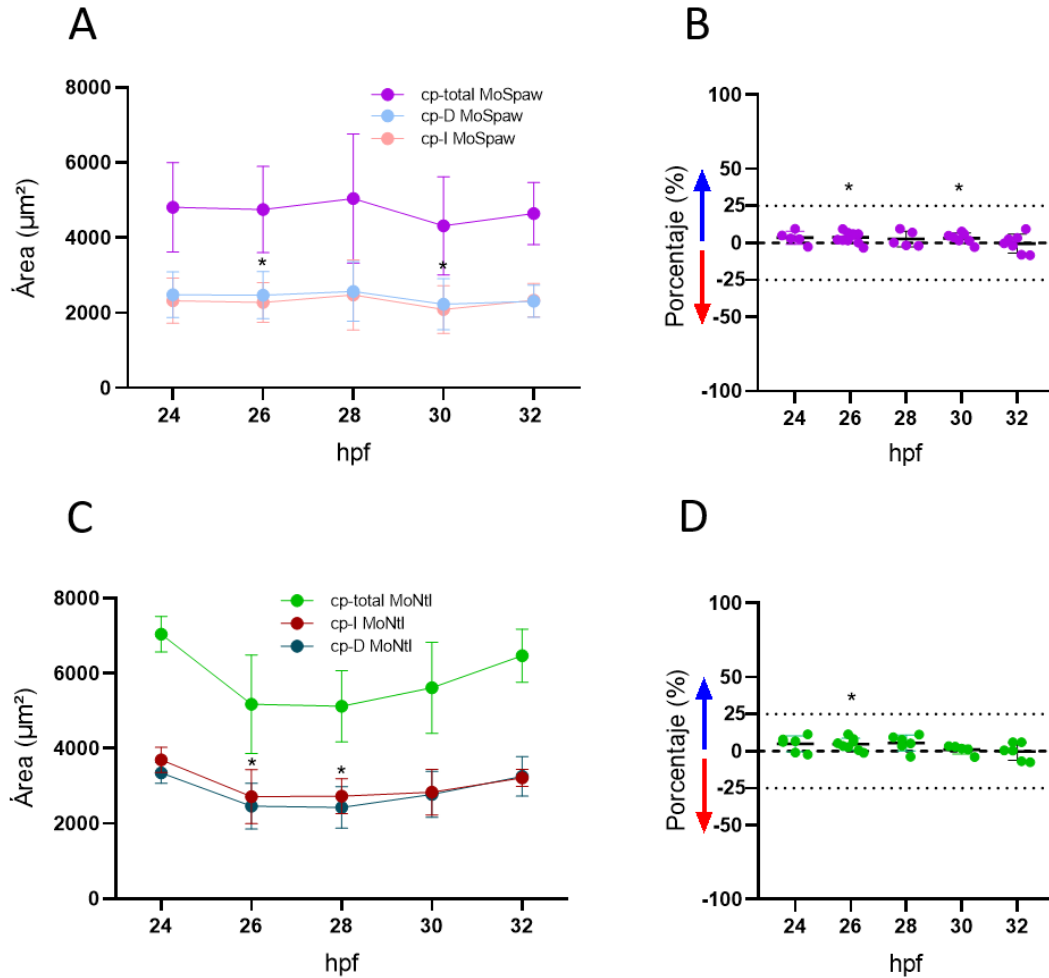 A
Área (µm²)
8000
6000
4000
2000
0
cp-total MoSpaw
cp-D MoSpaw
cp-I MoSpaw
*
*
24 26 28 30 32
hpf
B
Porcentaje (%)
100
50
25
0
-25
-50
-100
* *
24 26 28 30 32
hpf
C
Área (µm²)
8000
6000
4000
2000
0
cp-total MoNtl
cp-I MoNtl
cp-D MoNtl
* *
24 26 28 30 32
hpf
D
Porcentaje (%)
100
50
25
0
-25
-50
-100
*
24 26 28 30 32
hpf